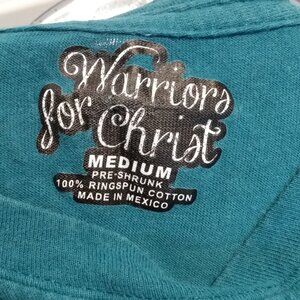 Warriors
for Christ
MEDIUM
PRE-SHRUNK
100% RINGSPUN COTTON
MADE IN MEXICO